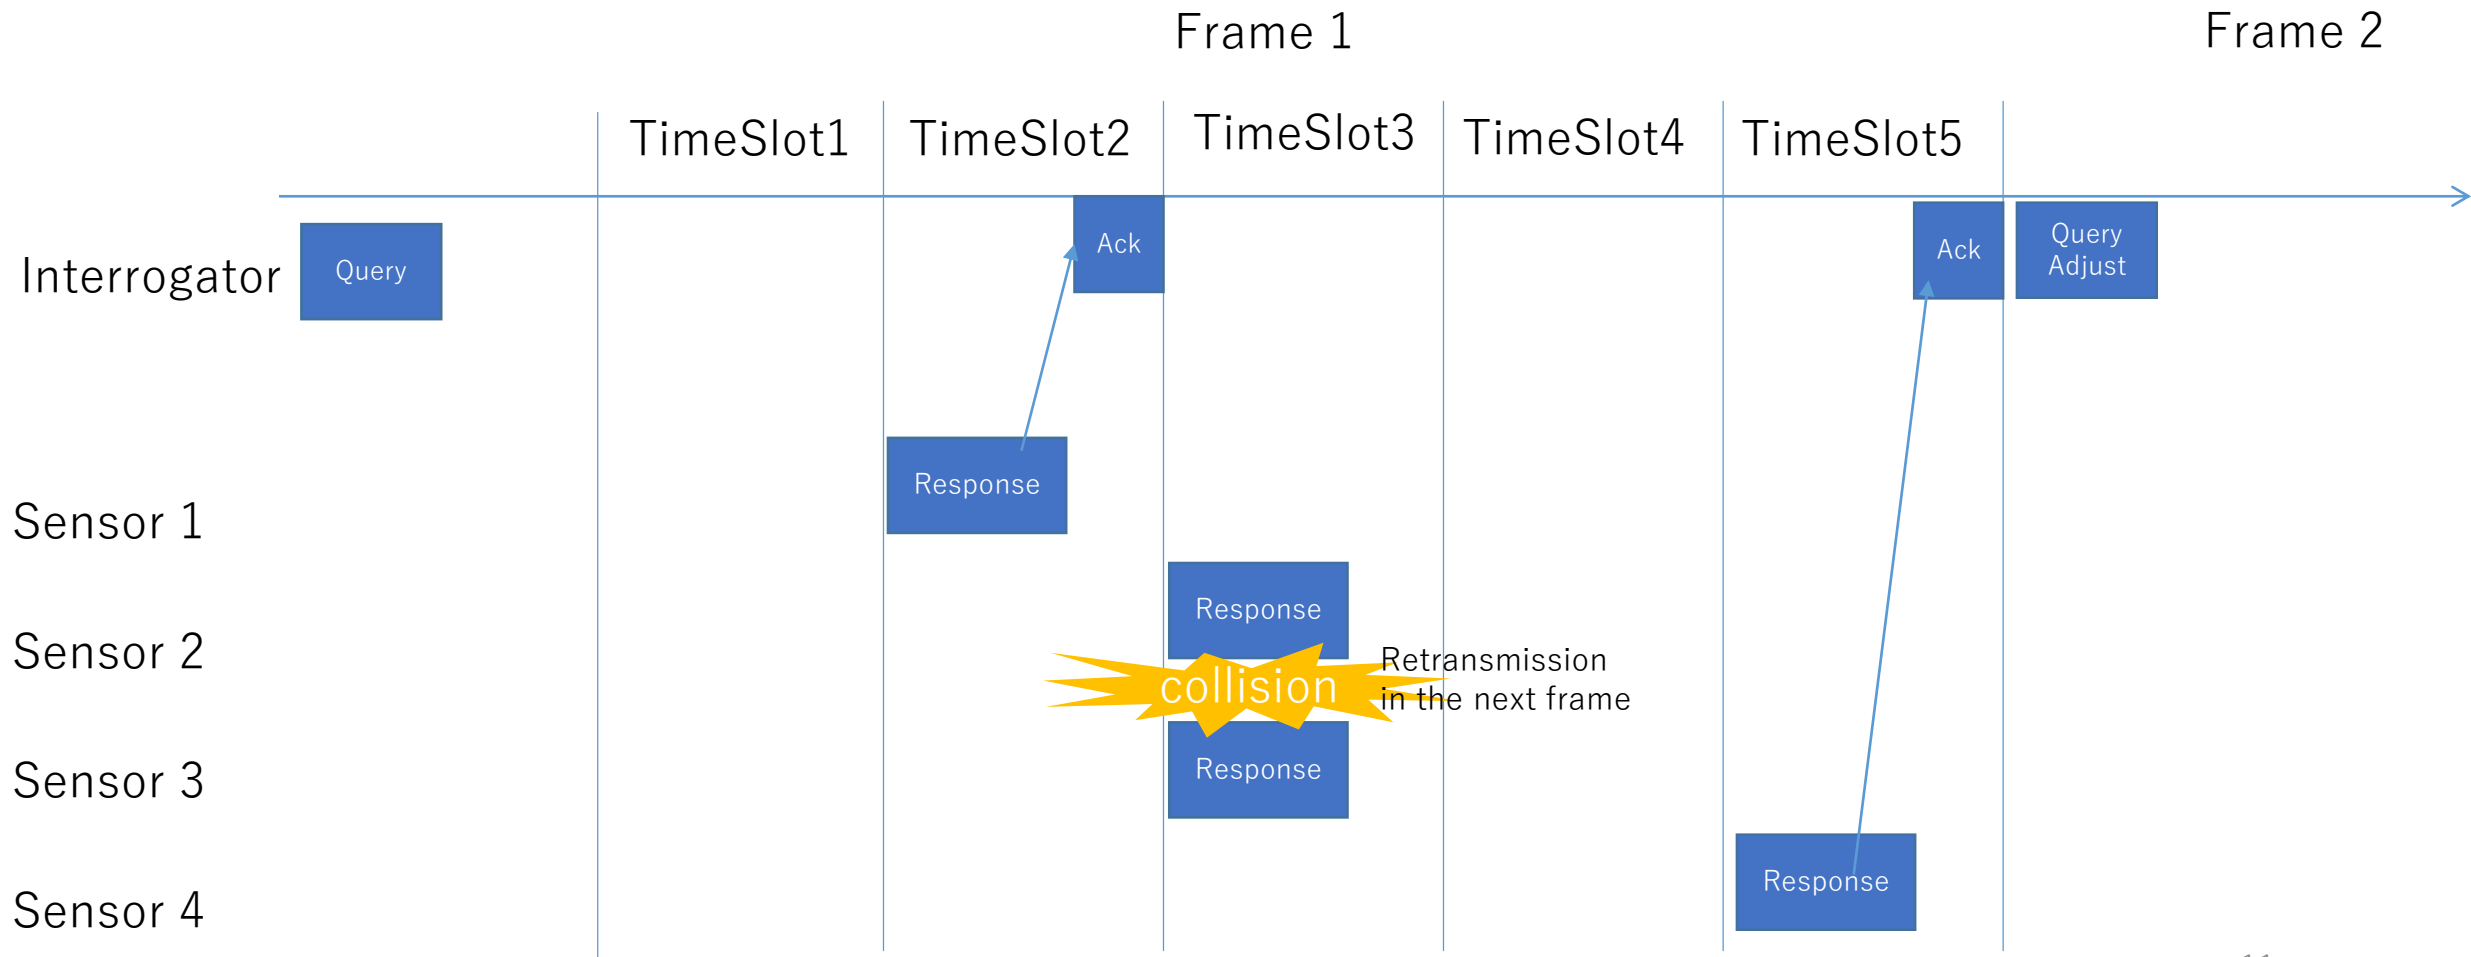 Frame 1
Frame 2
TimeSlot1
TimeSlot2
TimeSlot3
TimeSlot4
TimeSlot5
Interrogator
Query
Ack
Ack
Query
Adjust
Sensor 1
Response
Sensor 2
Response
collision
Retransmission
in the next frame
Sensor 3
Response
Sensor 4
Response